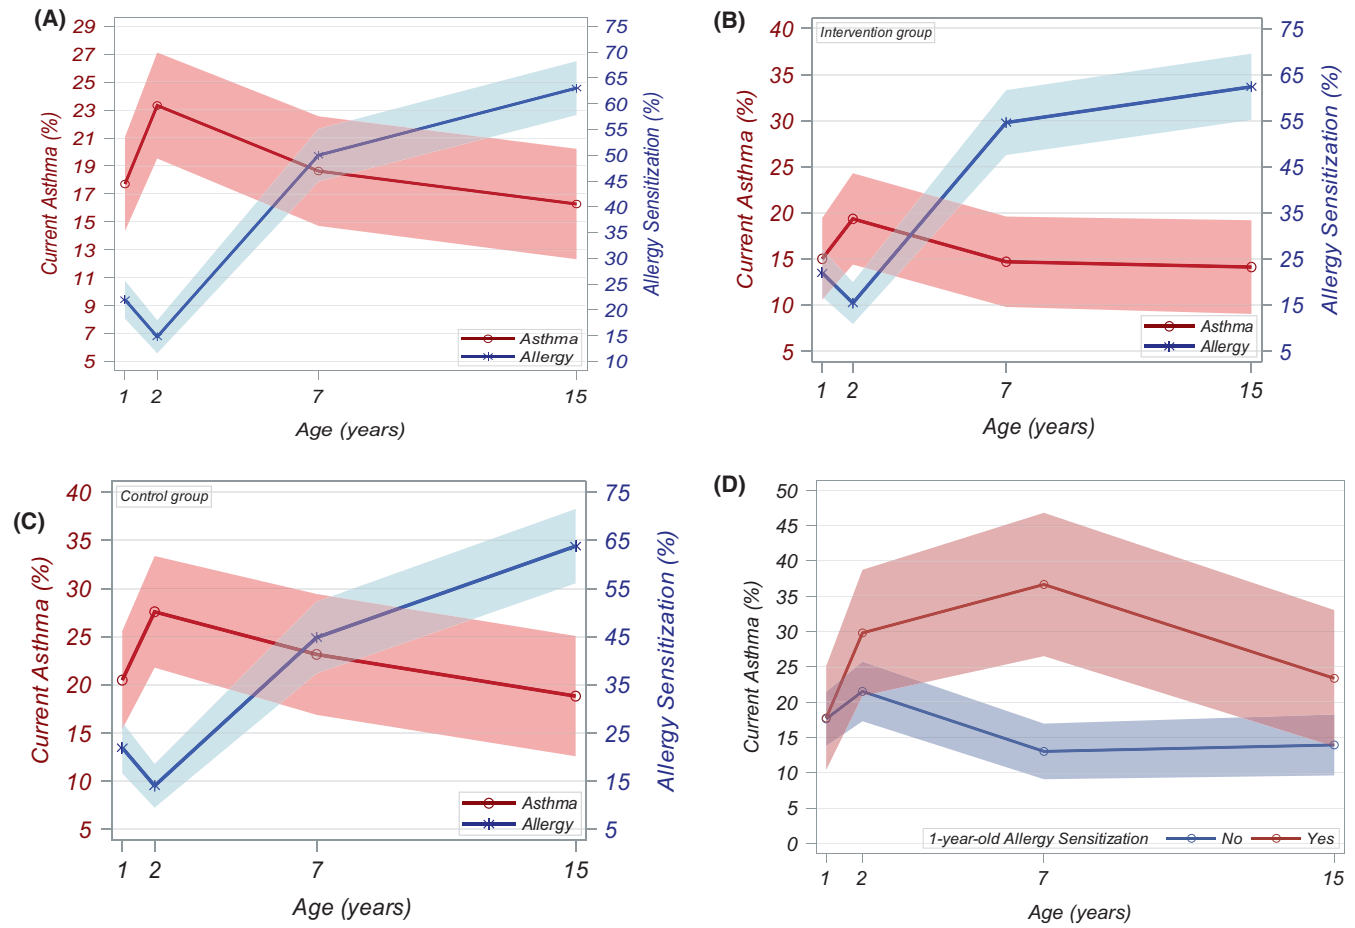 (A)
29
27
25
23
21
19
17
15
13
11
9
7
5
Current Asthma (%)
75
70
65
60
55
50
45
40
35
30
25
20
15
10
Allergy Sensitization (%)
Asthma
Allergy
1 2 7 15
Age (years)
(B)
Intervention group
40
35
30
25
20
15
10
5
Current Asthma (%)
75
65
55
45
35
25
15
5
Allergy Sensitization (%)
Asthma
Allergy
1 2 7 15
Age (years)
(C)
Control group
40
35
30
25
20
15
10
5
Current Asthma (%)
75
65
55
45
35
25
15
5
Allergy Sensitization (%)
Asthma
Allergy
1 2 7 15
Age (years)
(D)
50
45
40
35
30
25
20
15
10
5
0
Current Asthma (%)
1-year-old Allergy Sensitization No Yes
1 2 7 15
Age (years)